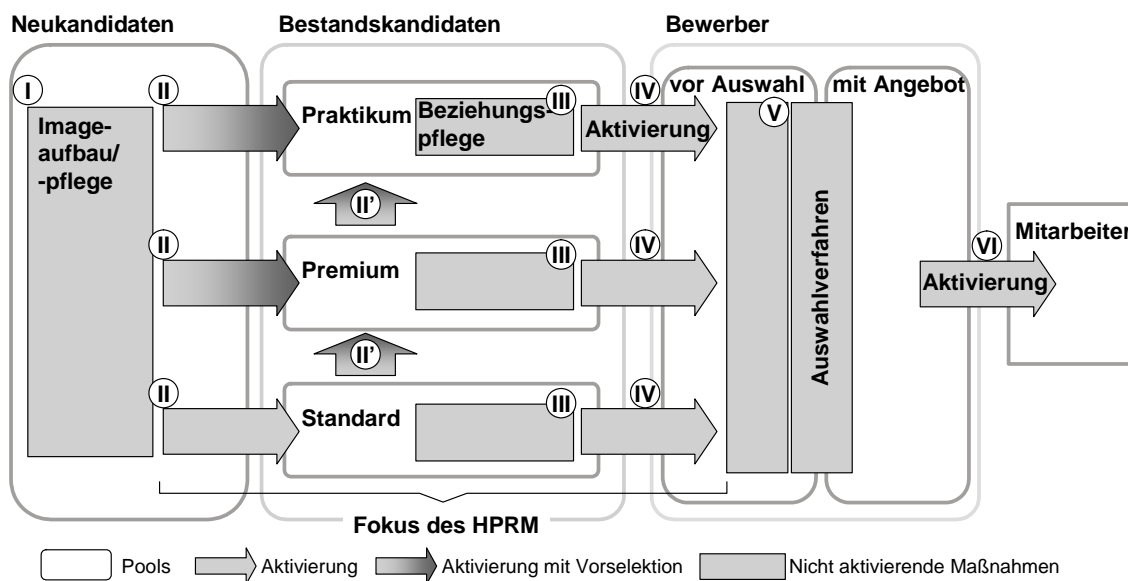 Neukandidaten
Bestandskandidaten
Bewerber
I
II
Image-
aufbau/
-pflege
Praktikum
Beziehungs-
pflege
III
IV
Aktivierung
vor Auswahl
mit Angebot
V
II'
II
Premium
III
IV
Auswahlverfahren
VI
Aktivierung
Mitarbeiter
II'
II
Standard
III
IV
Fokus des HPRM
Pools
Aktivierung
Aktivierung mit Vorselektion
Nicht aktivierende Maßnahmen